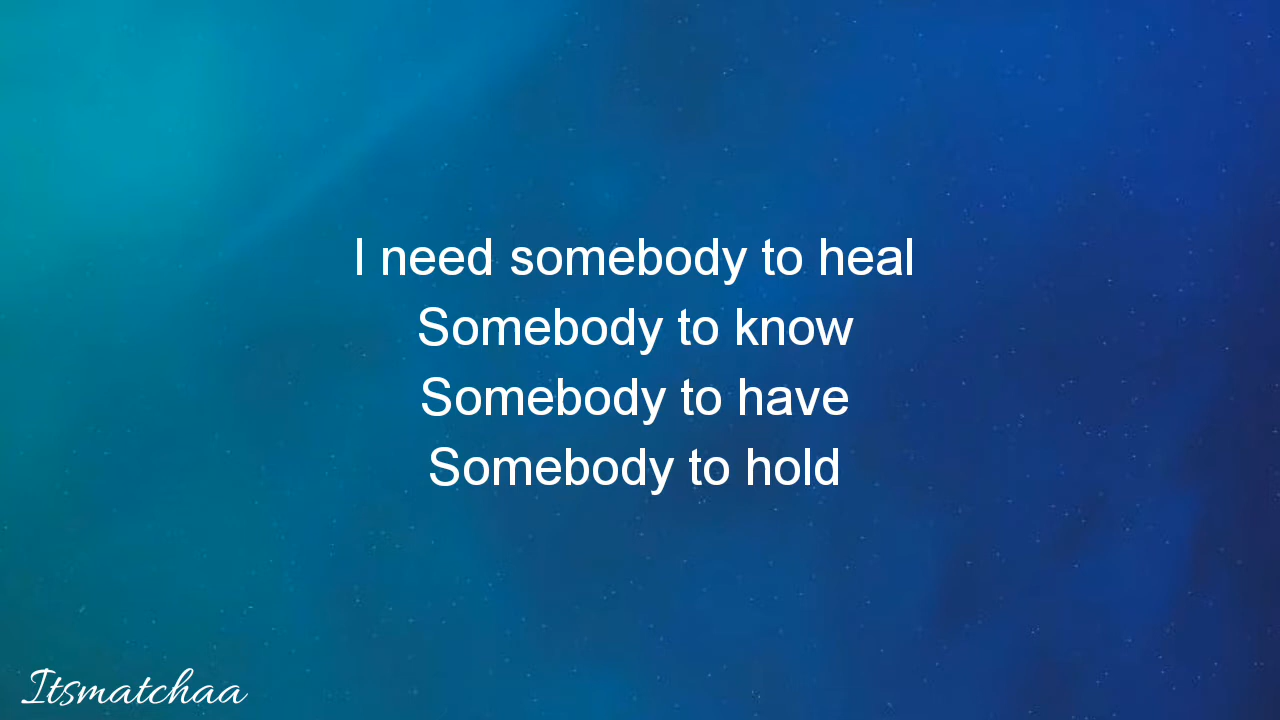 I need somebody to heal
Somebody to know
Somebody to have
Somebody to hold
Itsmatchaa